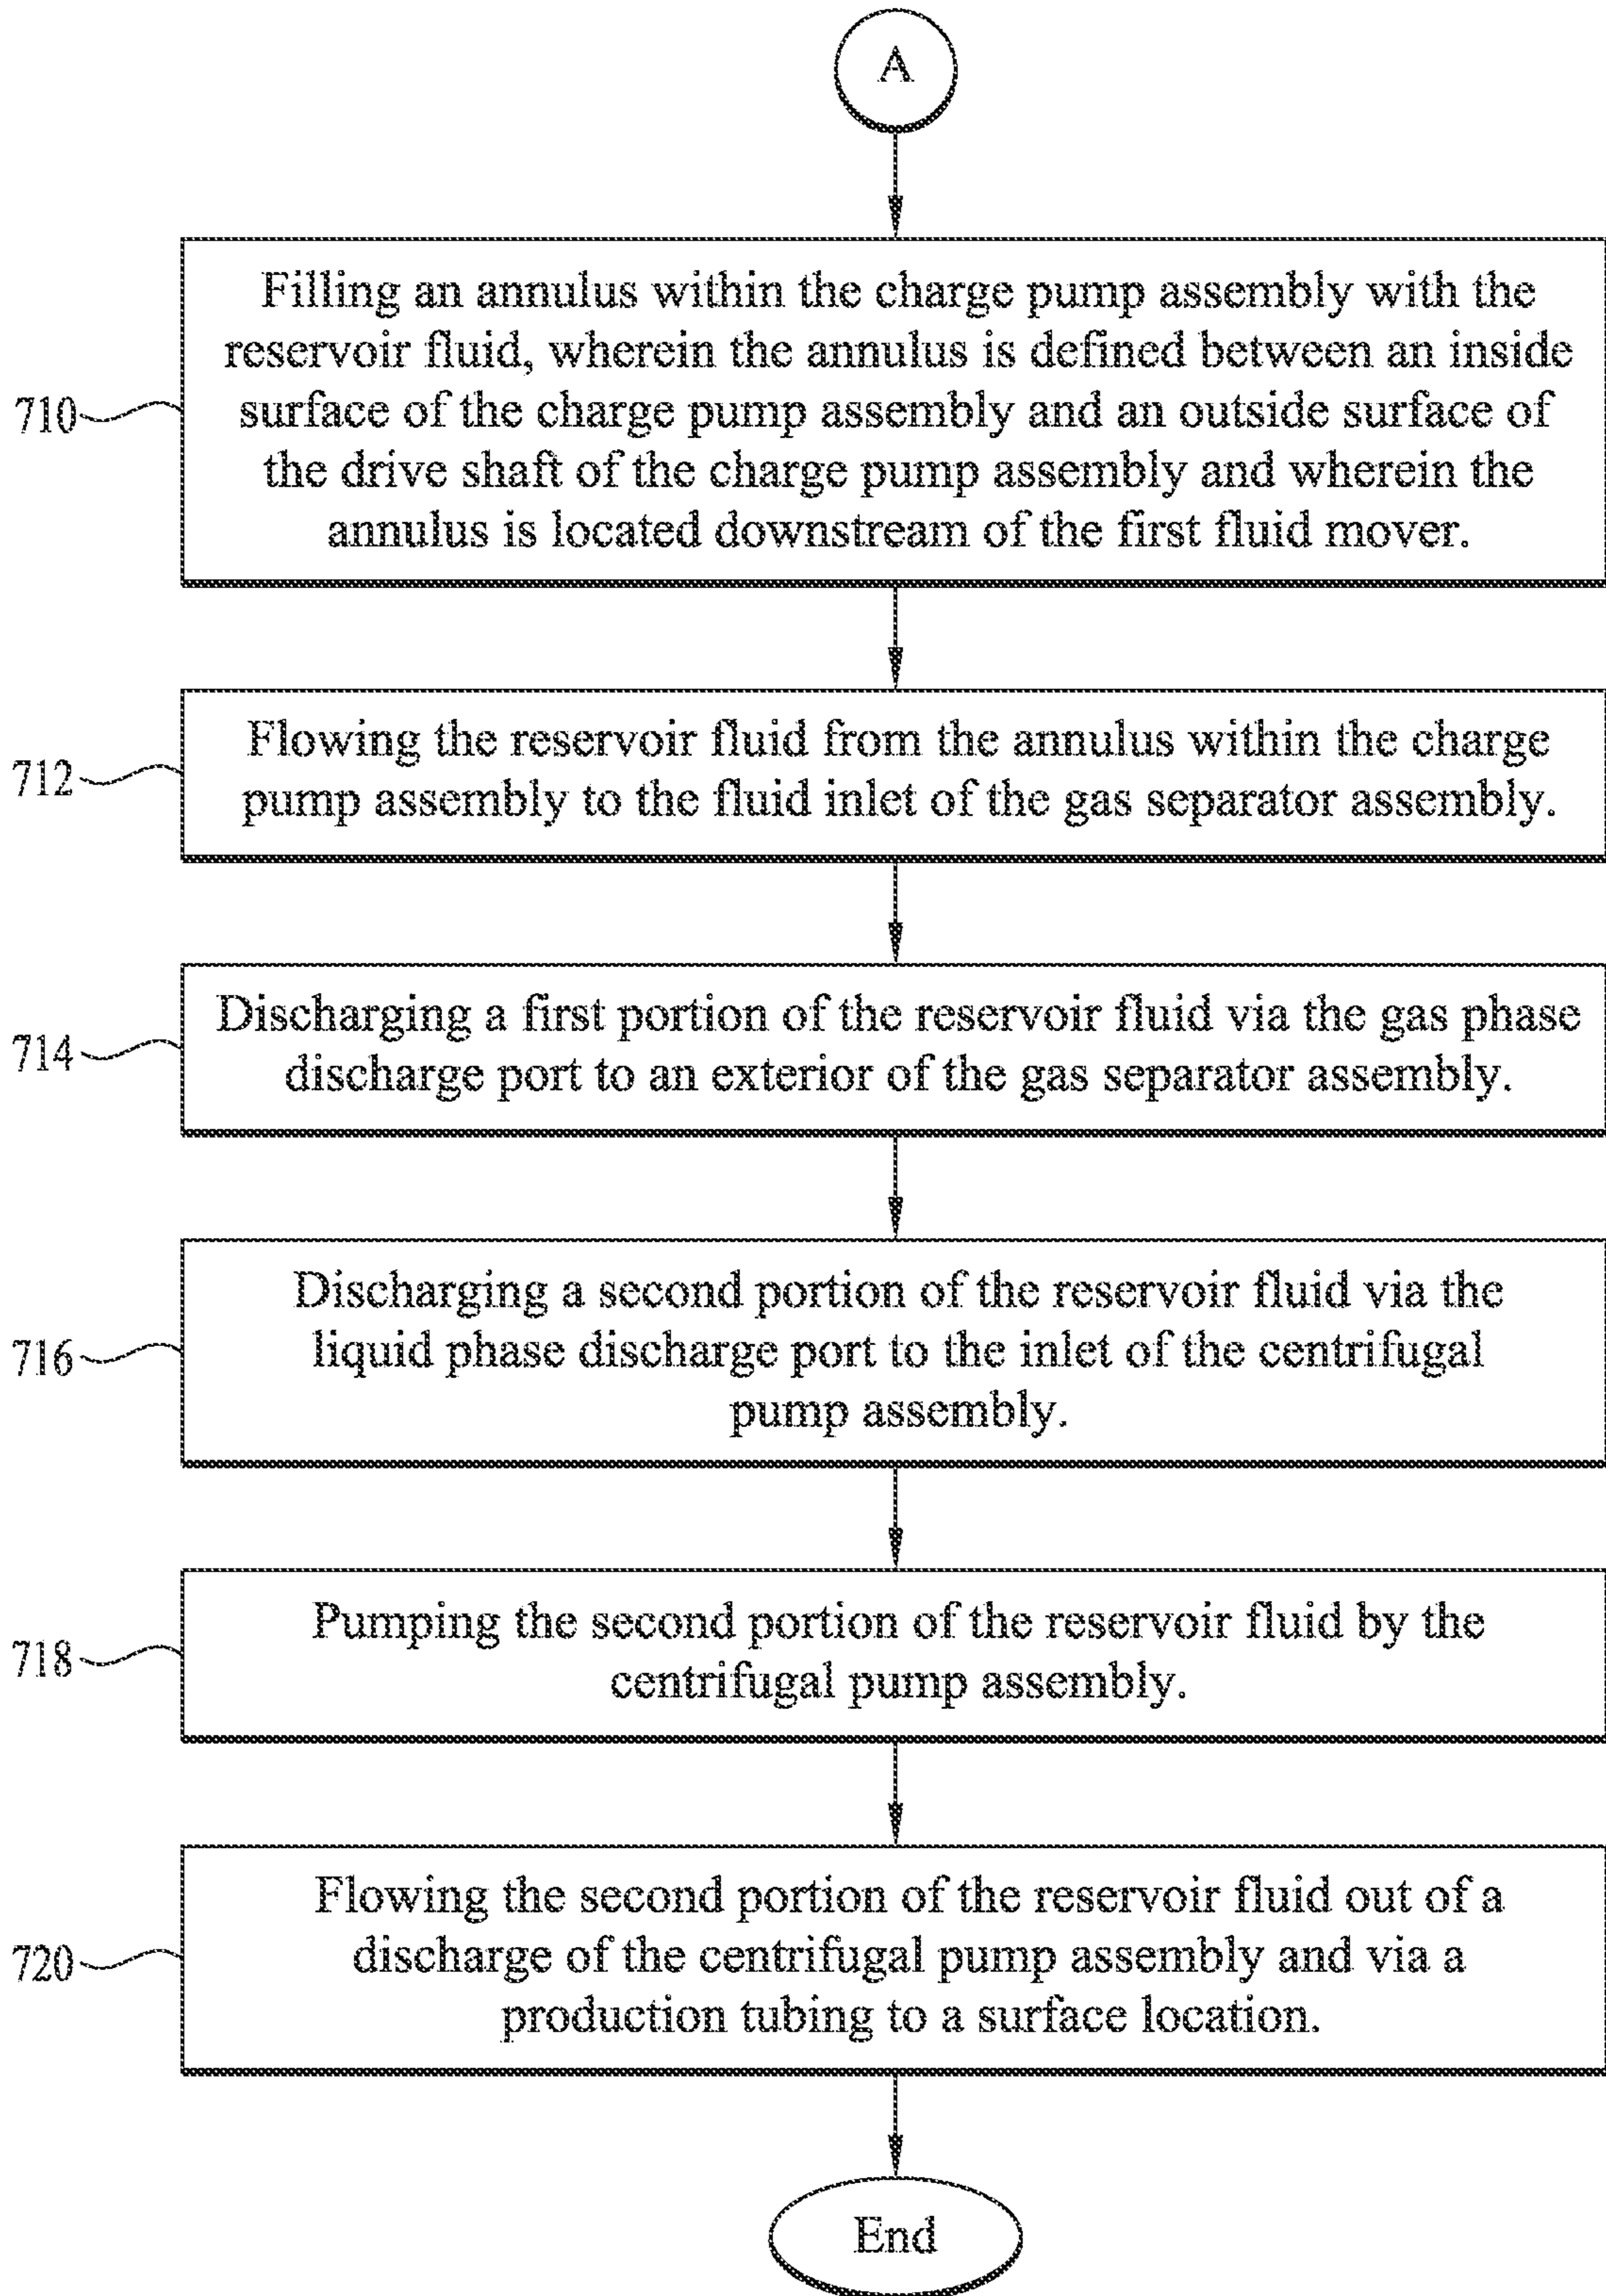 A
Filling an annulus within the charge pump assembly with the
reservoir fluid, wherein the annulus is defined between an inside
surface of the charge pump assembly and an outside surface of
the drive shaft of the charge pump assembly and wherein the
annulus is located downstream of the first fluid mover.
710
Flowing the reservoir fluid from the annulus within the charge
pump assembly to the fluid inlet of the gas separator assembly.
712
Discharging a first portion of the reservoir fluid via the gas phase
discharge port to an exterior of the gas separator assembly.
714
Discharging a second portion of the reservoir fluid via the
liquid phase discharge port to the inlet of the centrifugal
pump assembly.
716
Pumping the second portion of the reservoir fluid by the
centrifugal pump assembly.
718
Flowing the second portion of the reservoir fluid out of a
discharge of the centrifugal pump assembly and via a
production tubing to a surface location.
720
End